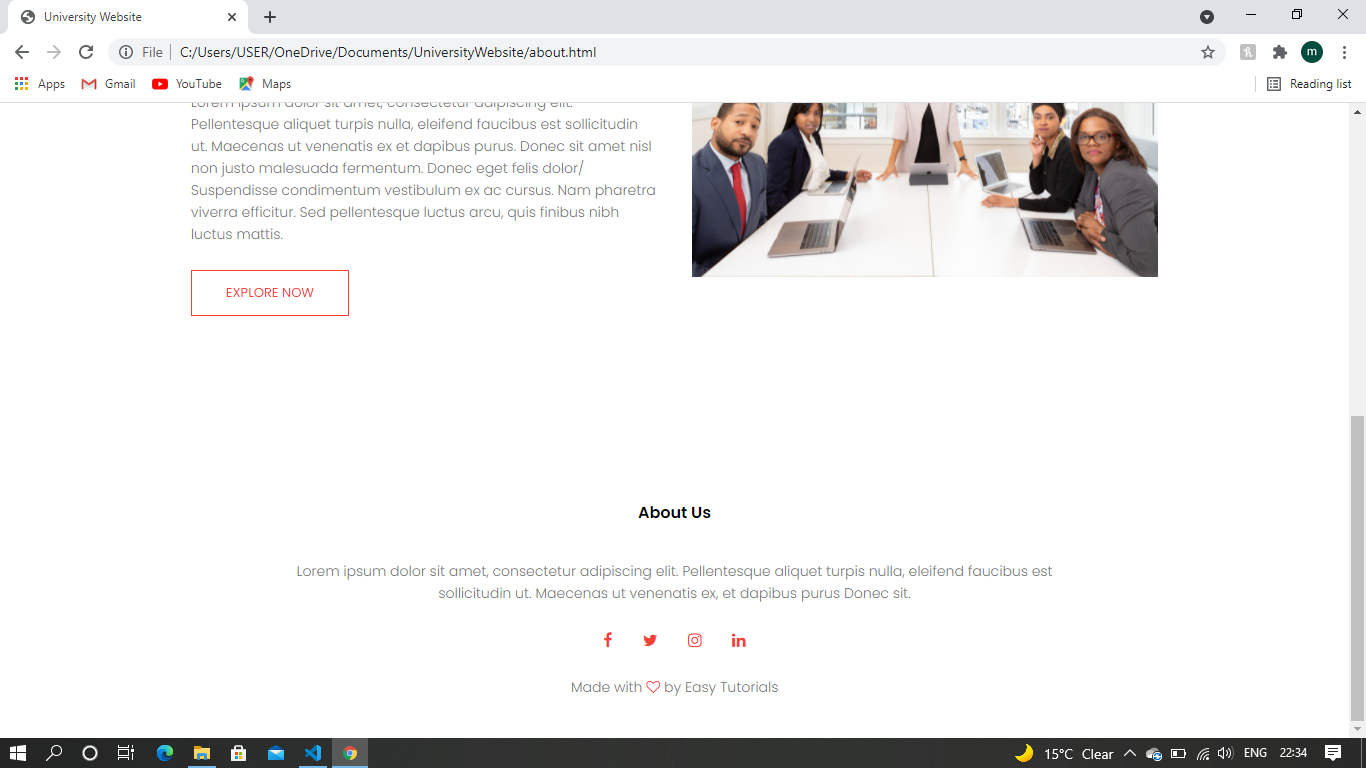 University Website
File
C:/Users/USER/OneDrive/Documents/UniversityWebsite/about.html
m
Apps
Gmail
YouTube
Maps
Reading list
Lorem ipsum dolor sit amet, consectetur adipiscing elit.
Pellentesque aliquet turpis nulla, eleifend faucibus est sollicitudin
ut. Maecenas ut venenatis ex et dapibus purus. Donec sit amet nisl
non justo malesuada fermentum. Donec eget felis dolor/
Suspendisse condimentum vestibulum ex ac cursus. Nam pharetra
viverra efficitur. Sed pellentesque luctus arcu, quis finibus nibh
luctus mattis.
EXPLORE NOW
About Us
Lorem ipsum dolor sit amet, consectetur adipiscing elit. Pellentesque aliquet turpis nulla, eleifend faucibus est
sollicitudin ut. Maecenas ut venenatis ex, et dapibus purus Donec sit.
Made with ♡ by Easy Tutorials
15°C Clear
ENG
22:34